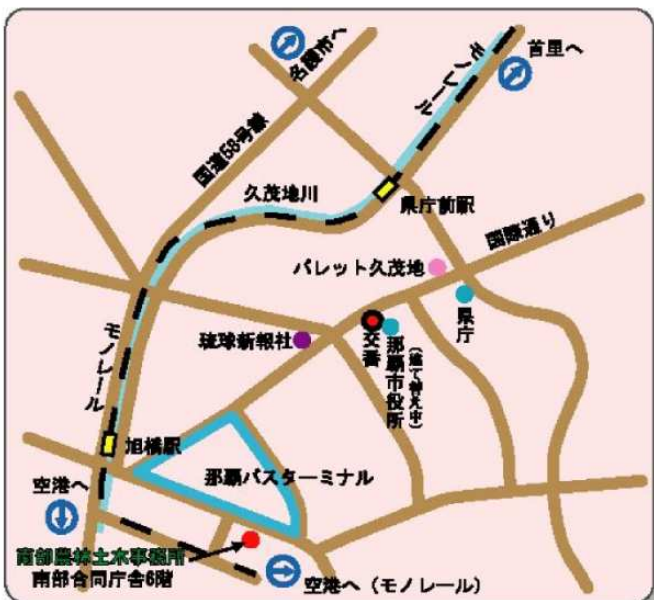 名護市へ
首里へ
モノレール
国道58号線
久茂地川
県庁前駅
国際通り
パレット久茂地
県庁
琉球新報社
交番
那覇市役所
(建て替え中)
モノレール
旭橋駅
那覇バスターミナル
空港へ
南部農林土木事務所
南部合同庁舎6階
空港へ(モノレール)